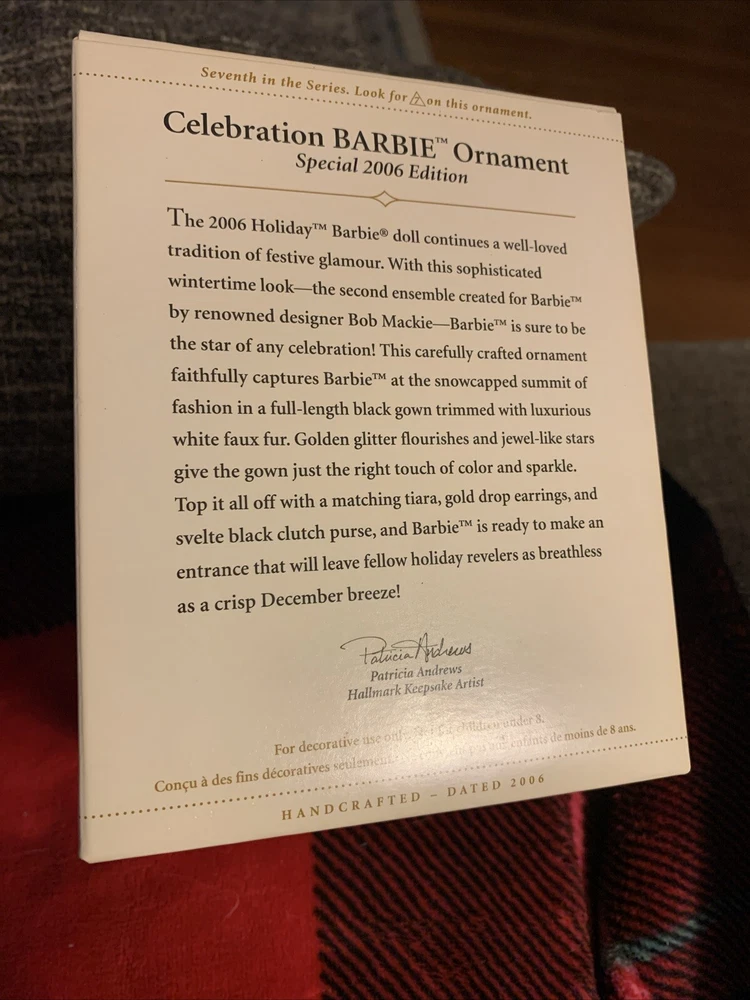 Seventh in the Series. Look for on this ornament.
Celebration BARBIE™ Ornament
Special 2006 Edition
The 2006 Holiday™ Barbie® doll continues a well-loved
tradition of festive glamour. With this sophisticated
wintertime look—the second ensemble created for Barbie™
by renowned designer Bob Mackie—Barbie™ is sure to be
the star of any celebration! This carefully crafted ornament
faithfully captures Barbie™ at the snowcapped summit of
fashion in a full-length black gown trimmed with luxurious
white faux fur. Golden glitter flourishes and jewel-like stars
give the gown just the right touch of color and sparkle.
Top it all off with a matching tiara, gold drop earrings, and
svelte black clutch purse, and Barbie™ is ready to make an
entrance that will leave fellow holiday revelers as breathless
as a crisp December breeze!
Patricia Andrews
Patricia Andrews
Hallmark Keepsake Artist
For decorative use only. for children under 8.
Conçu à des fins décoratives seulement. enfants de moins de 8 ans.
HANDCRAFTED – DATED 2006